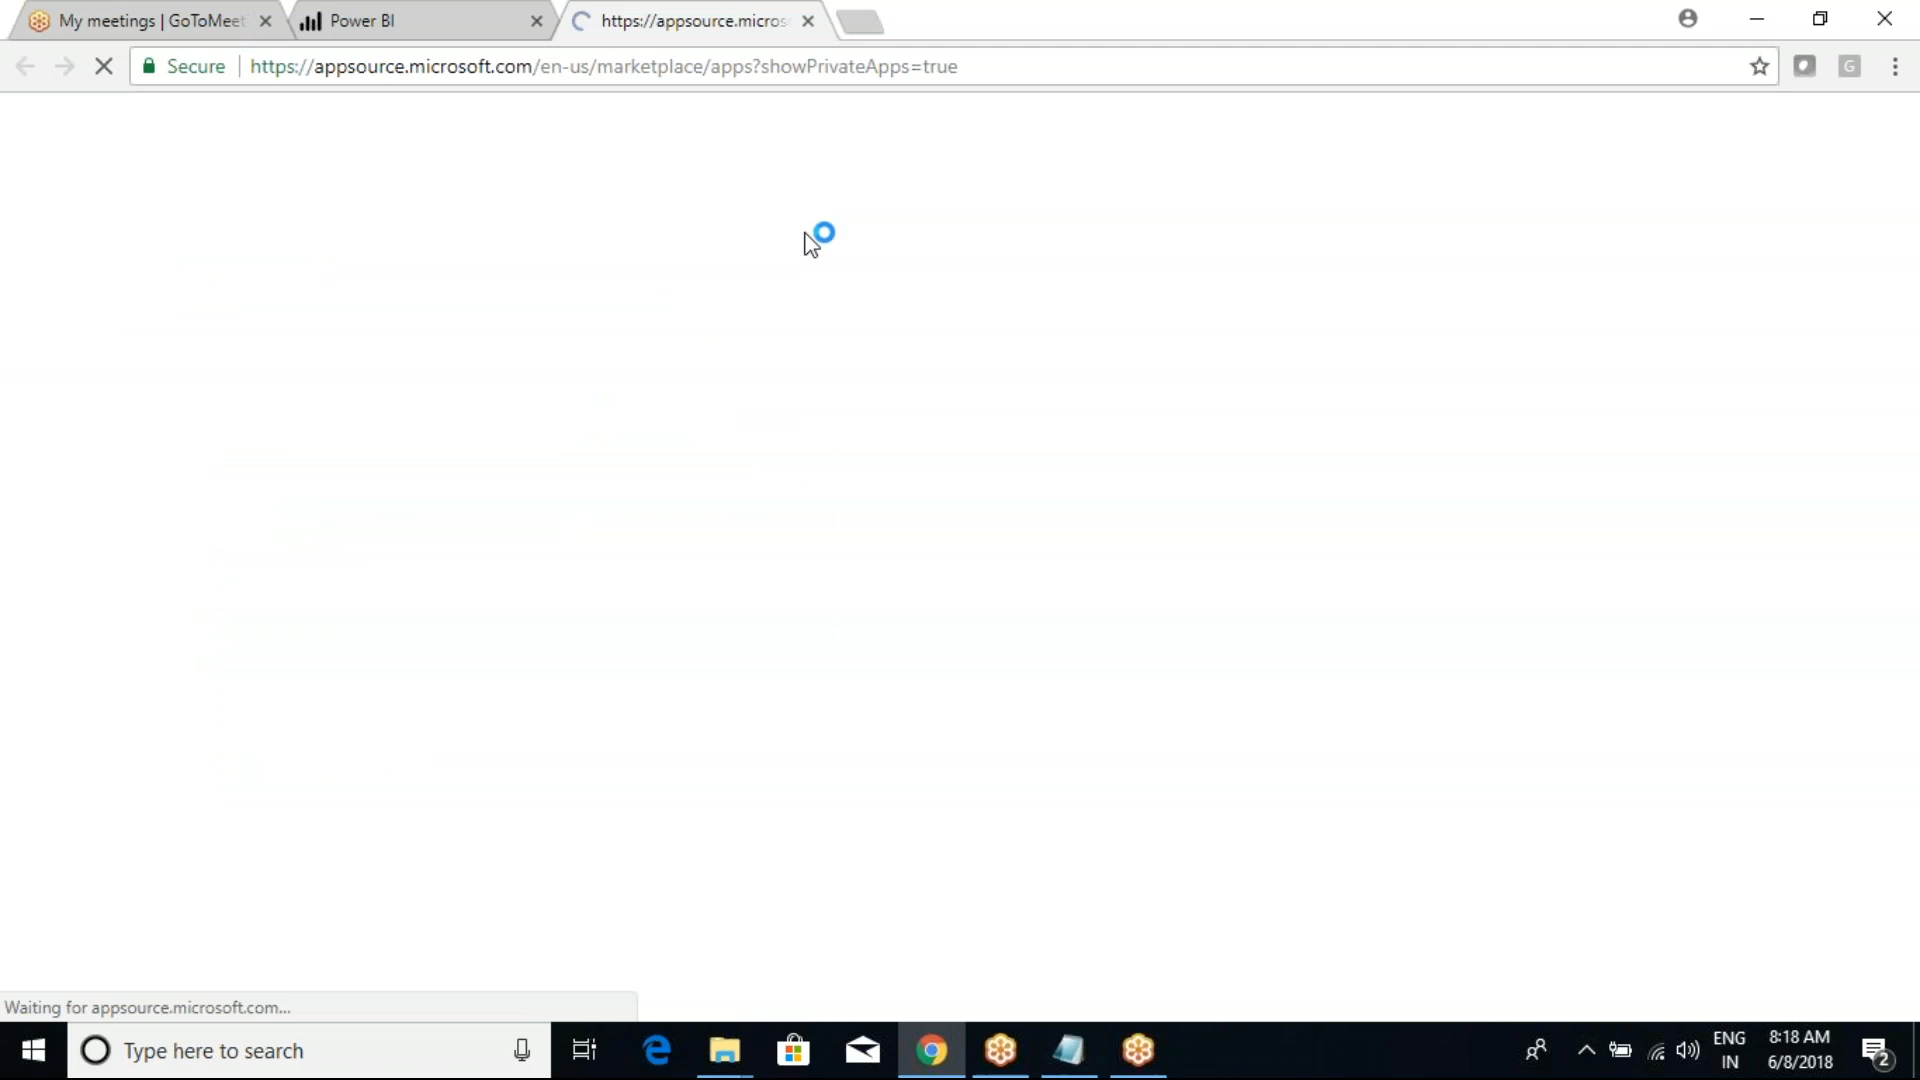 My meetings | GoToMeet
Power BI
https://appsource.micros
Secure
https://appsource.microsoft.com/en-us/marketplace/apps?showPrivateApps=true
G
Waiting for appsource.microsoft.com...
Type here to search
ENG
IN
8:18 AM
6/8/2018
2